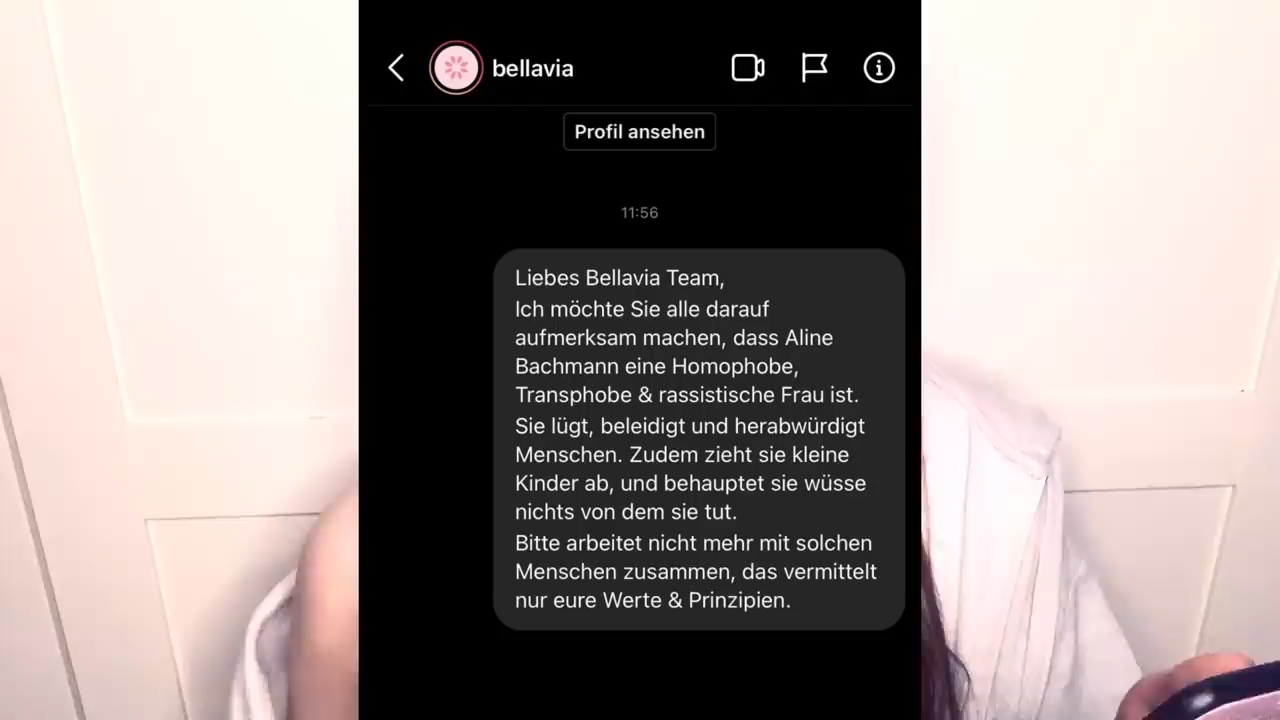 bellavia
Profil ansehen
11:56
Liebes Bellavia Team,
Ich möchte Sie alle darauf
aufmerksam machen, dass Aline
Bachmann eine Homophobe,
Transphobe & rassistische Frau ist.
Sie lügt, beleidigt und herabwürdigt
Menschen. Zudem zieht sie kleine
Kinder ab, und behauptet sie wüsse
nichts von dem sie tut.
Bitte arbeitet nicht mehr mit solchen
Menschen zusammen, das vermittelt
nur eure Werte & Prinzipien.